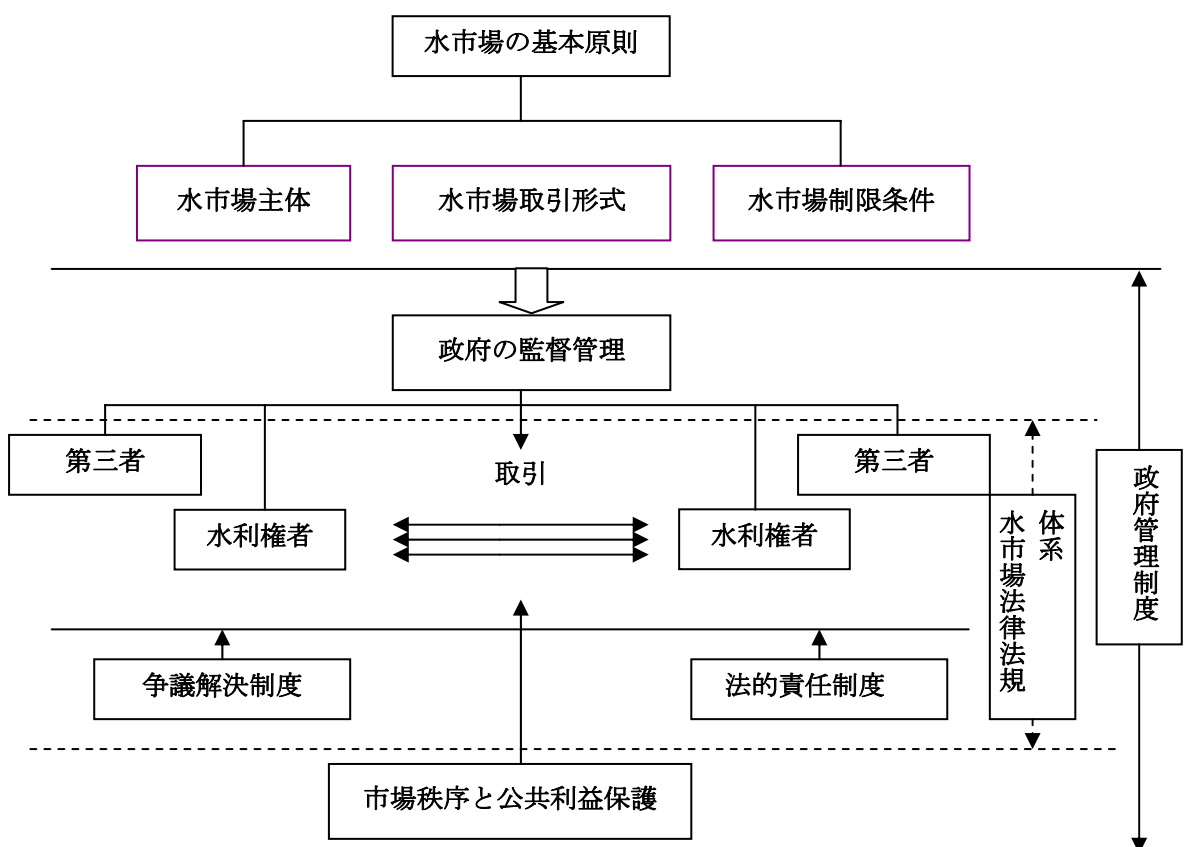 水市場の基本原則
水市場主体
水市場取引形式
水市場制限条件
政府の監督管理
第三者
取引
第三者
水利権者
水利権者
体系
水市場法律法規
政府管理制度
争議解決制度
法的責任制度
市場秩序と公共利益保護